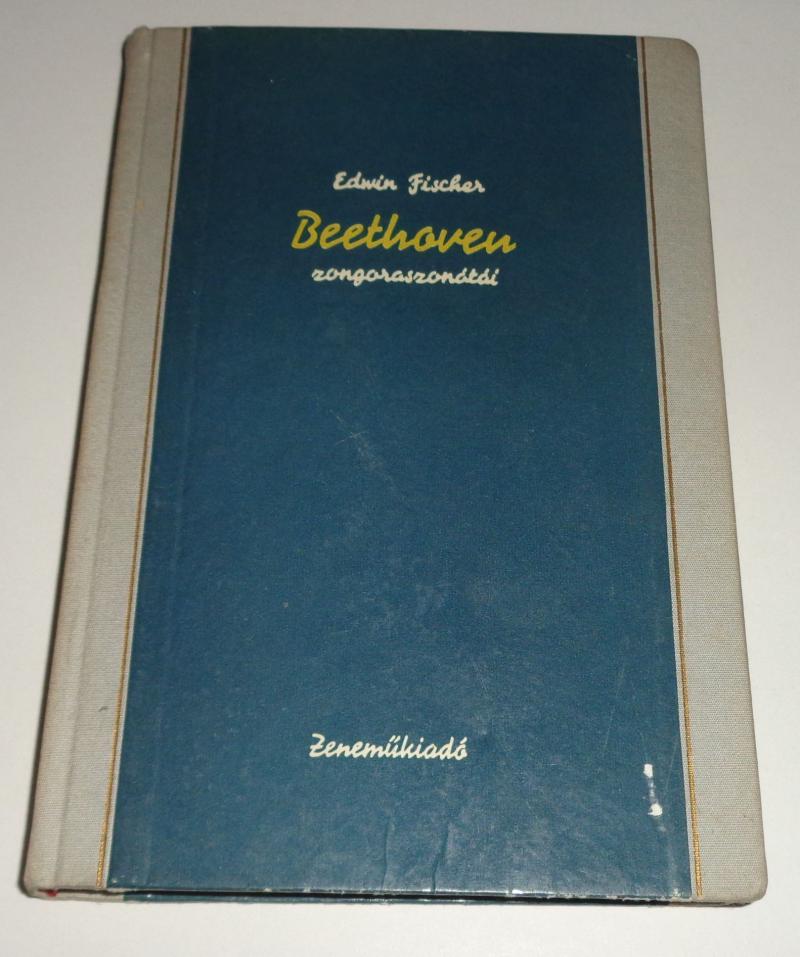 Edwin Fischer
Beethoven
zongoraszonátái
Zeneműkiadó